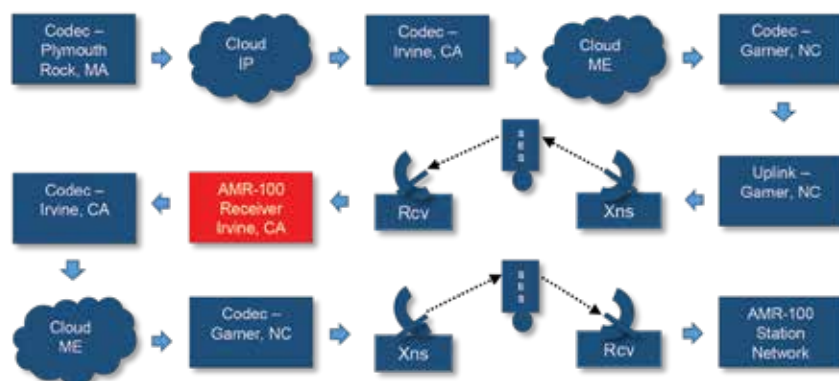 Codec –
Plymouth
Rock, MA
Cloud
IP
Codec –
Irvine, CA
Cloud
ME
Codec –
Garner, NC
Codec –
Irvine, CA
AMR-100
Receiver
Irvine, CA
Rcv
S
E
S
Xns
Uplink –
Garner, NC
Cloud
ME
Codec –
Garner, NC
Xns
S
E
S
Rcv
AMR-100
Station
Network